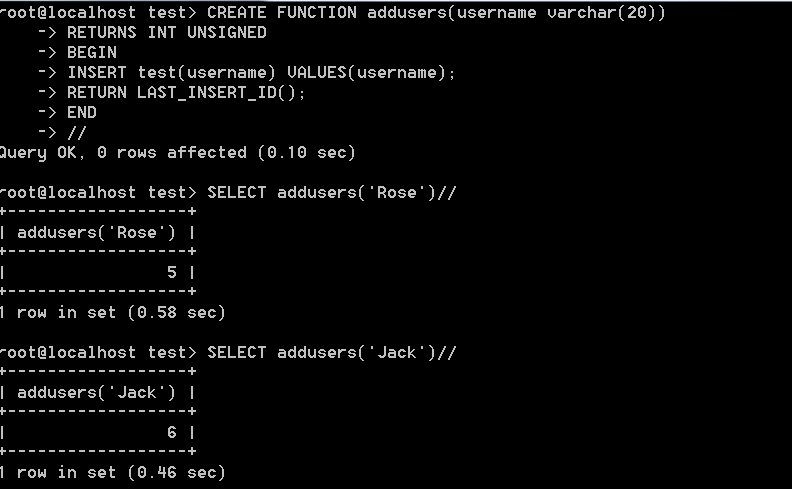 root@localhost test> CREATE FUNCTION addusers(username varchar(20))
    -> RETURNS INT UNSIGNED
    -> BEGIN
    -> INSERT test(username) VALUES(username);
    -> RETURN LAST_INSERT_ID();
    -> END
    -> //
Query OK, 0 rows affected (0.10 sec)

root@localhost test> SELECT addusers('Rose')//
+------------------+
| addusers('Rose') |
+------------------+
|                5 |
+------------------+
1 row in set (0.58 sec)

root@localhost test> SELECT addusers('Jack')//
+------------------+
| addusers('Jack') |
+------------------+
|                6 |
+------------------+
1 row in set (0.46 sec)